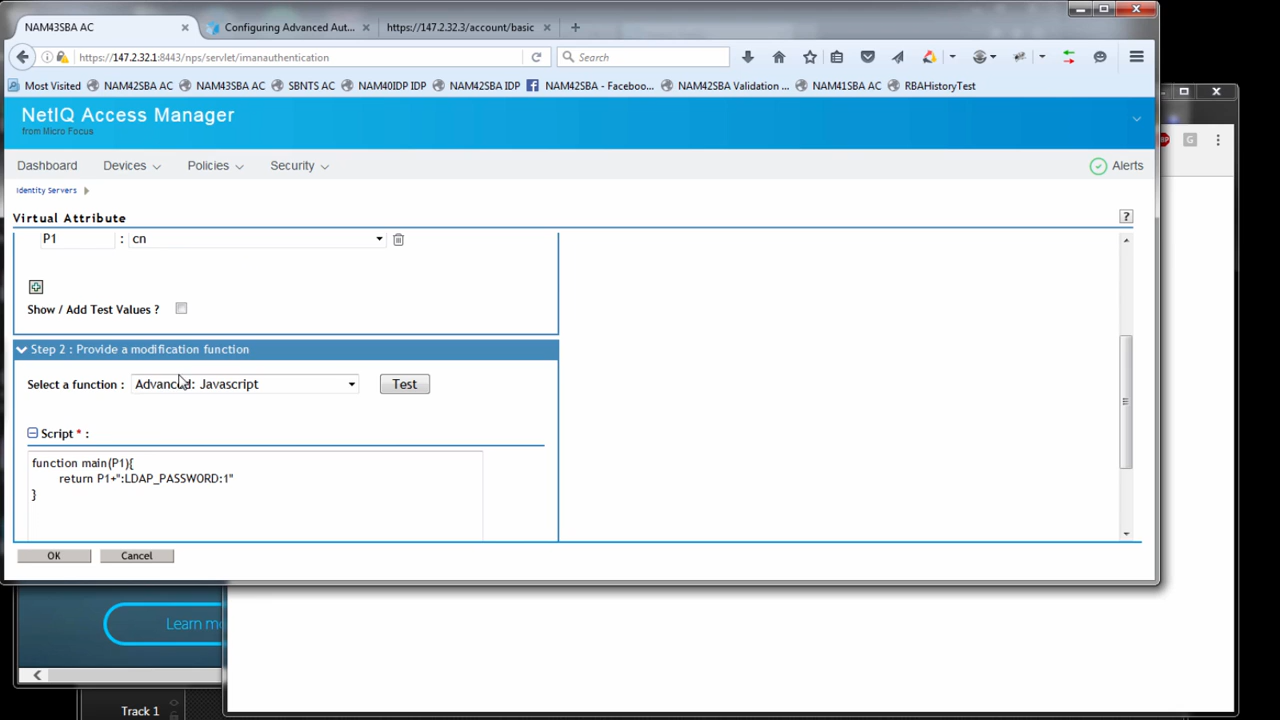 NAM43SBA AC
Configuring Advanced Aut...
https://147.2.32.3/account/basic
https://147.2.32.1:8443/nps/servlet/imanauthentication
Search
Most Visited
NAM42SBA AC
NAM43SBA AC
SBNTS AC
NAM40IDP IDP
NAM42SBA IDP
NAM42SBA - Faceboo...
NAM42SBA Validation ...
NAM41SBA AC
RBAHistoryTest
NetIQ Access Manager
from Micro Focus
Dashboard
Devices
Policies
Security
Alerts
Identity Servers
Virtual Attribute
?
P1 : cn
Show / Add Test Values ?
Step 2 : Provide a modification function
Select a function : Advanced: Javascript
Test
Script * :
function main(P1){
return P1+":LDAP_PASSWORD:1"
}
OK
Cancel
G
Track 1